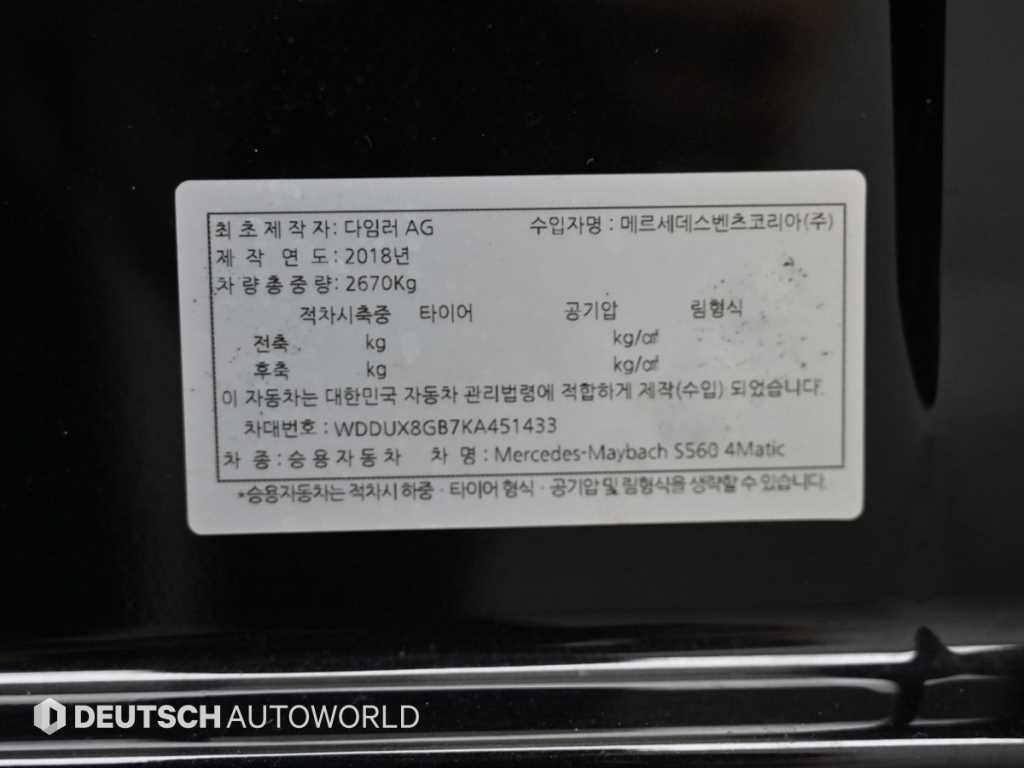 최 초 제 작 자: 다임러 AG 수입자명 : 메르세데스벤츠코리아(주)
제 작 연 도: 2018년
차 량 총 중 량: 2670Kg
적차시축중 타이어 공기압 림형식
전축 kg kg/㎠
후축 kg kg/㎠
이 자동차는 대한민국 자동차 관리법령에 적합하게 제작(수입) 되었습니다.
차대번호 : WDDUX8GB7KA451433
차 종 : 승용자동차 차 명 : Mercedes-Maybach S560 4Matic
*승용자동차는 적차시 하중 · 타이어 형식 · 공기압 및 림형식을 생략할 수 있습니다.
DEUTSCH AUTOWORLD